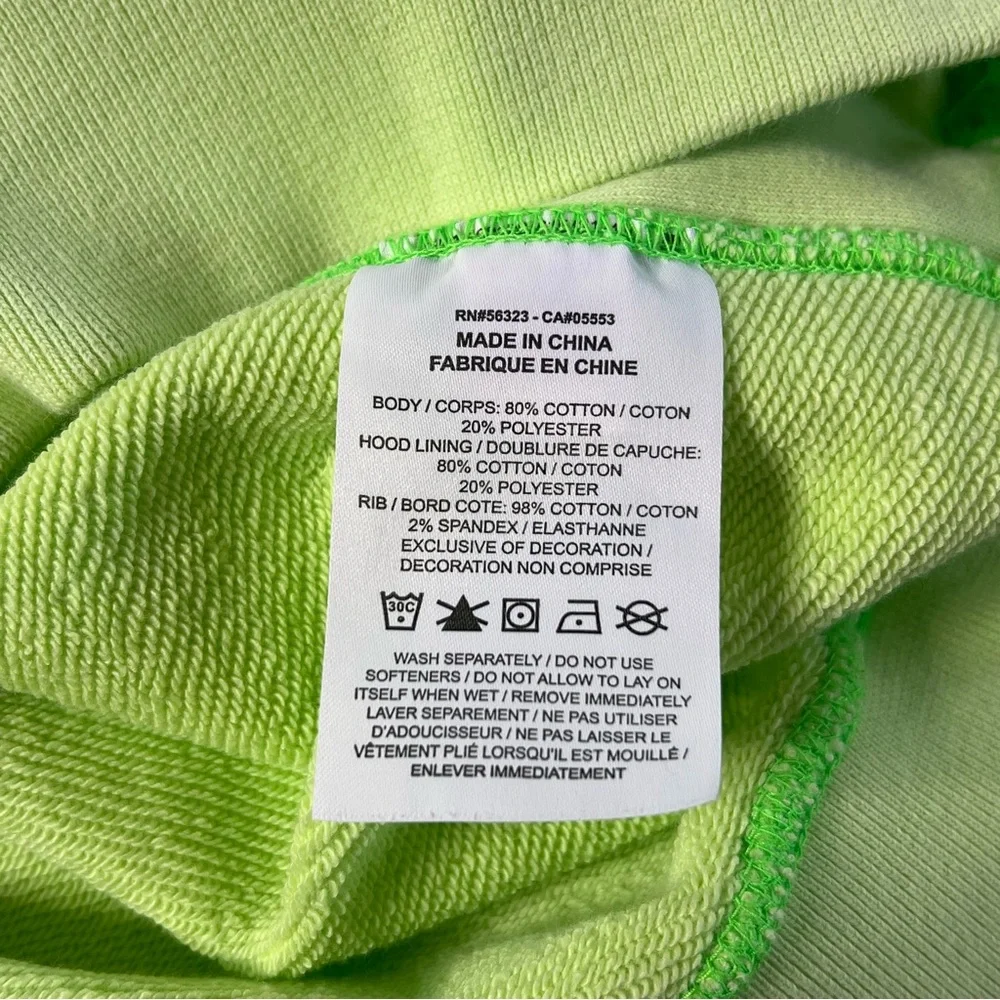 RN#56323 - CA#05553
MADE IN CHINA
FABRIQUE EN CHINE
BODY / CORPS: 80% COTTON / COTON
20% POLYESTER
HOOD LINING / DOUBLURE DE CAPUCHE:
80% COTTON / COTON
20% POLYESTER
RIB / BORD COTE: 98% COTTON / COTON
2% SPANDEX / ELASTHANNE
EXCLUSIVE OF DECORATION /
DECORATION NON COMPRISE
30C
WASH SEPARATELY / DO NOT USE
SOFTENERS / DO NOT ALLOW TO LAY ON
ITSELF WHEN WET / REMOVE IMMEDIATELY
LAVER SEPAREMENT / NE PAS UTILISER
D'ADOUCISSEUR / NE PAS LAISSER LE
VÊTEMENT PLIÉ LORSQU'IL EST MOUILLÉ /
ENLEVER IMMEDIATEMENT